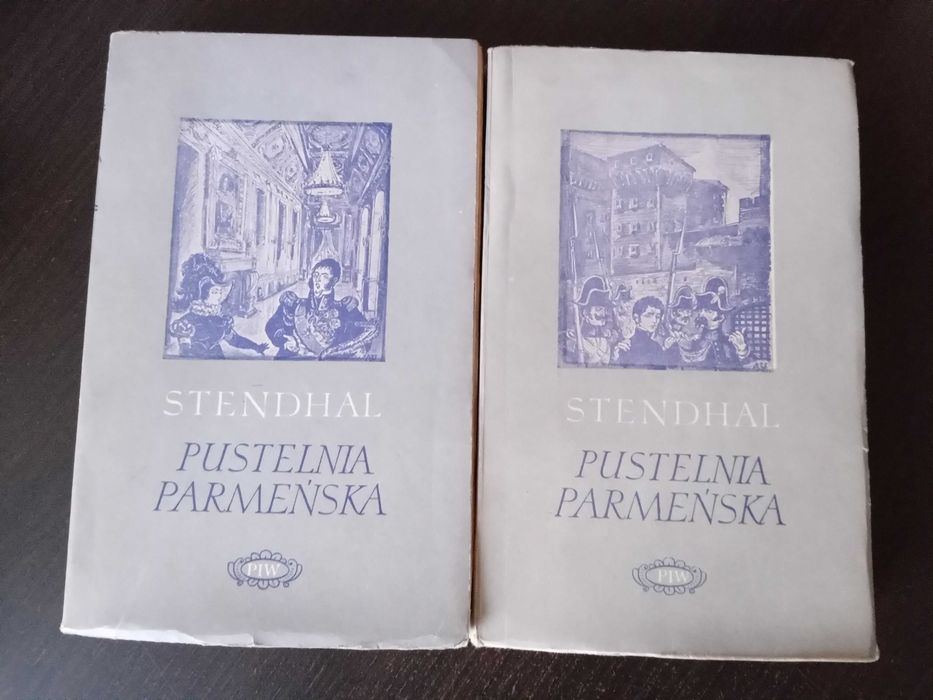 STENDHAL
PUSTELNIA
PARMEŃSKA
PIW
STENDHAL
PUSTELNIA
PARMEŃSKA
PIW